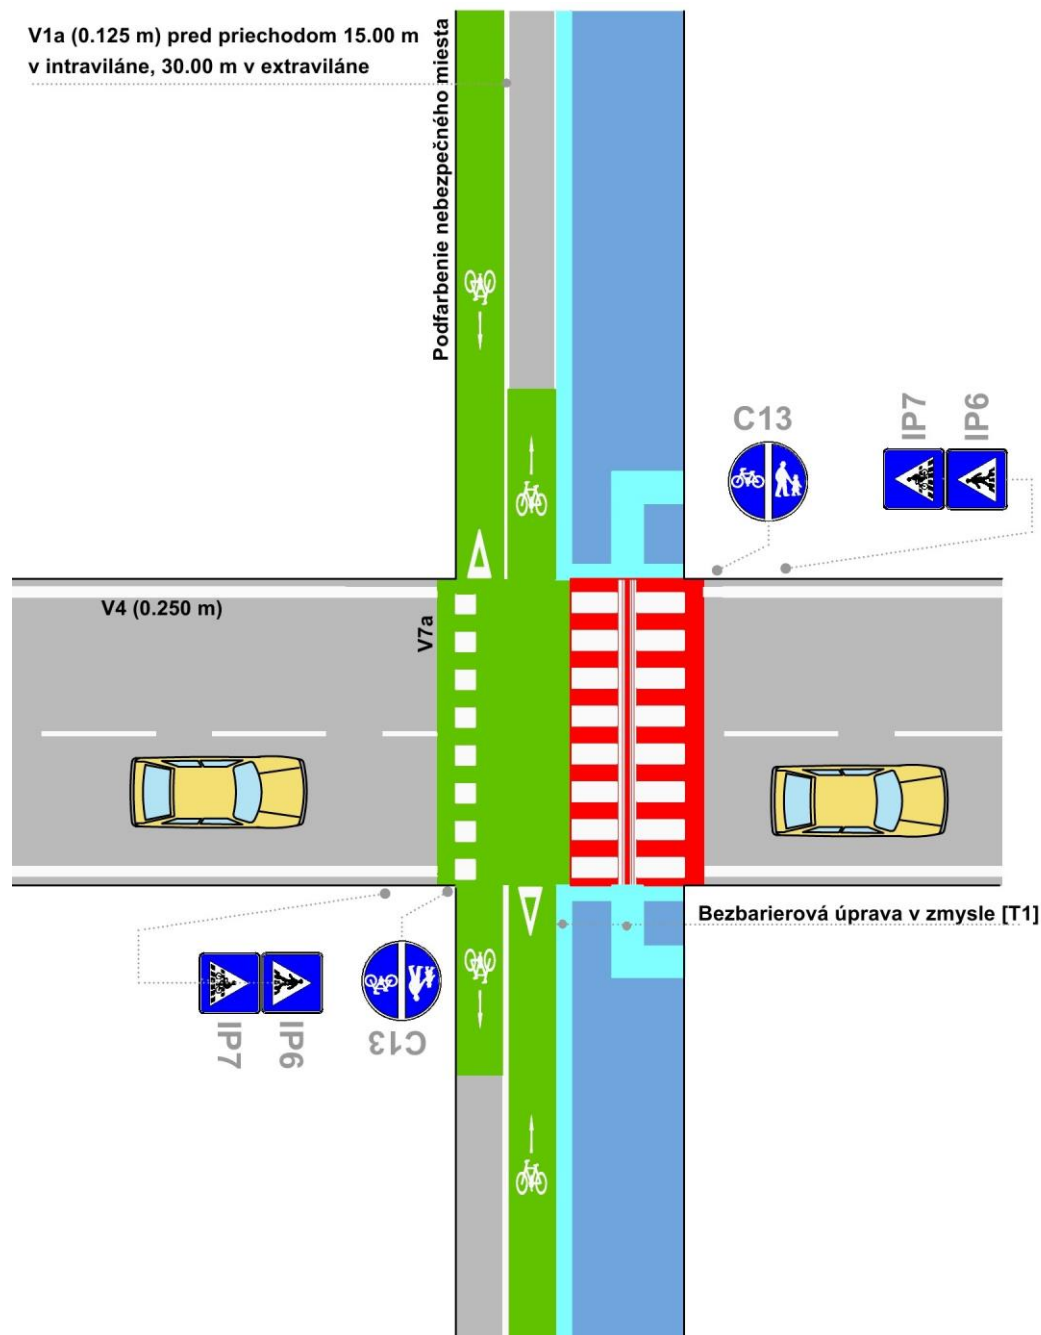 V1a (0.125 m) pred priechodom 15.00 m
v intraviláne, 30.00 m v extraviláne
Podfarbenie nebezpečného miesta
C13
IP7
IP6
V4 (0.250 m)
V7a
Bezbarierová úprava v zmysle [T1]
IP7
IP6
C13